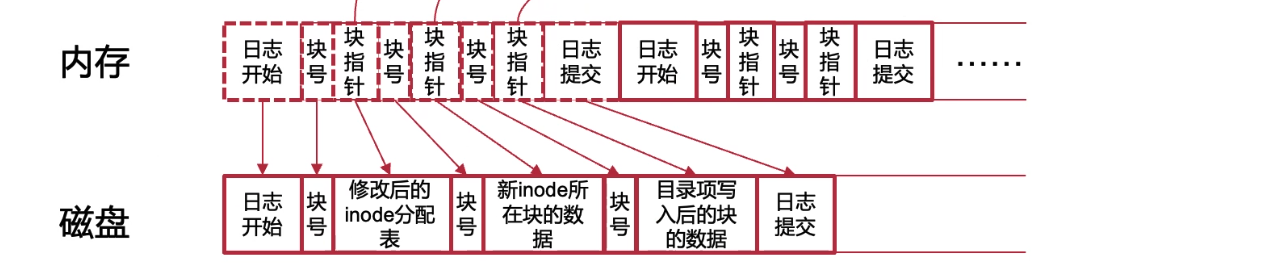 内存
日志
开始
块
号
块
指
针
块
号
块
指
针
块
号
块
指
针
日志
提交
日志
开始
块
号
块
指
针
块
号
块
指
针
日志
提交
......
磁盘
日志
开始
块
号
修改后的
inode分配
表
块
号
新inode所
在块的数
据
块
号
目录项写
入后的块
的数据
日志
提交